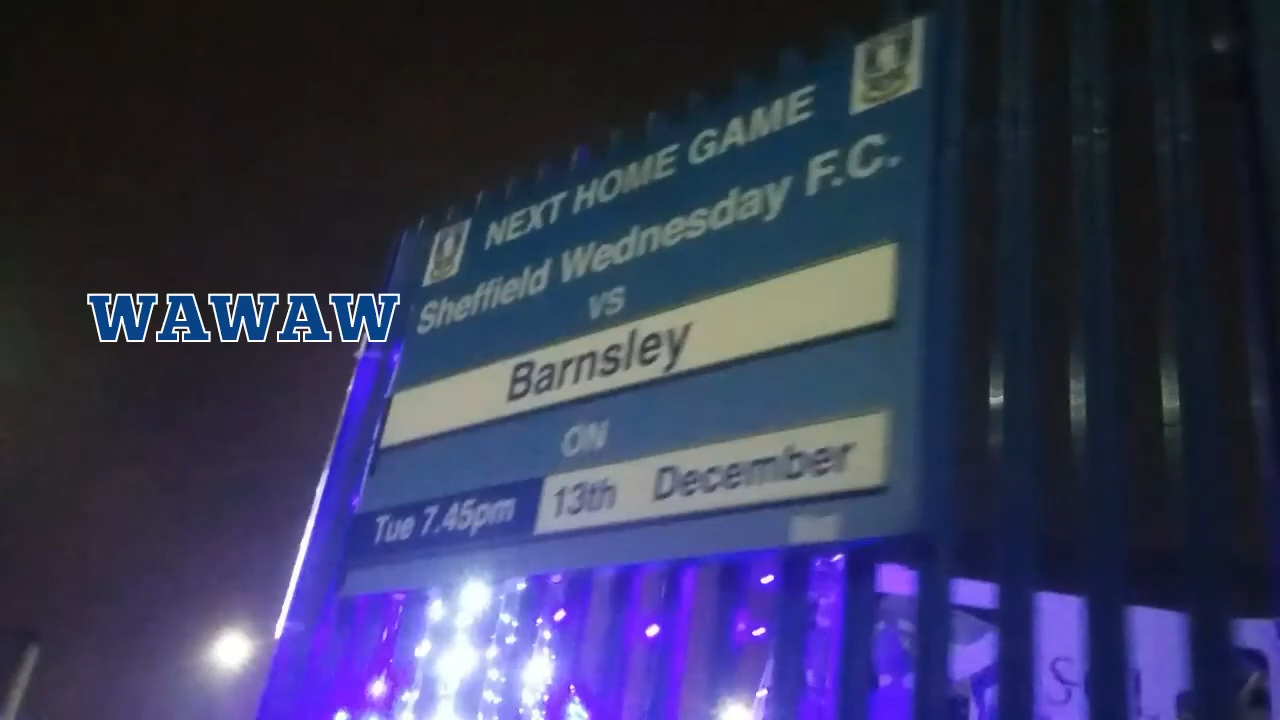 NEXT HOME GAME
Sheffield Wednesday F.C.
VS
Barnsley
ON
Tue 7.45pm 13th December
WAWAW